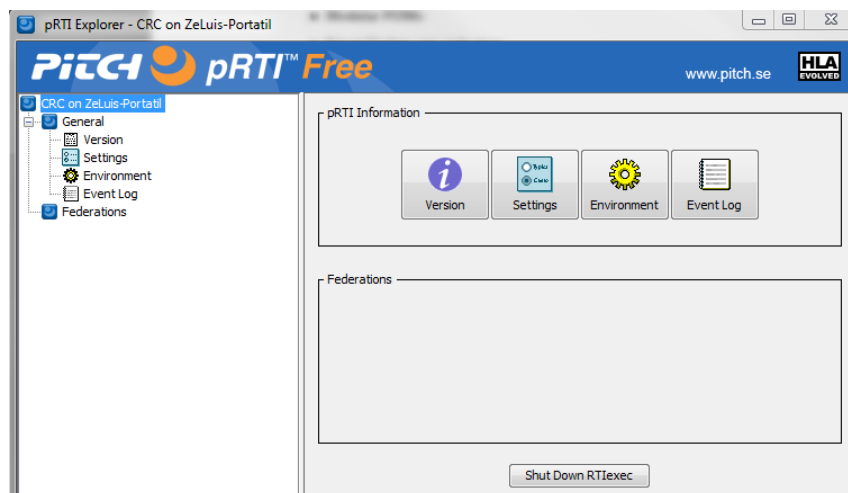 pRTI Explorer - CRC on ZeLuis-Portatil
PITCH pRTI™ Free
www.pitch.se
HLA
EVOLVED
CRC on ZeLuis-Portatil
General
Version
Settings
Environment
Event Log
Federations
pRTI Information
Version
Settings
Environment
Event Log
Federations
Shut Down RTIexec